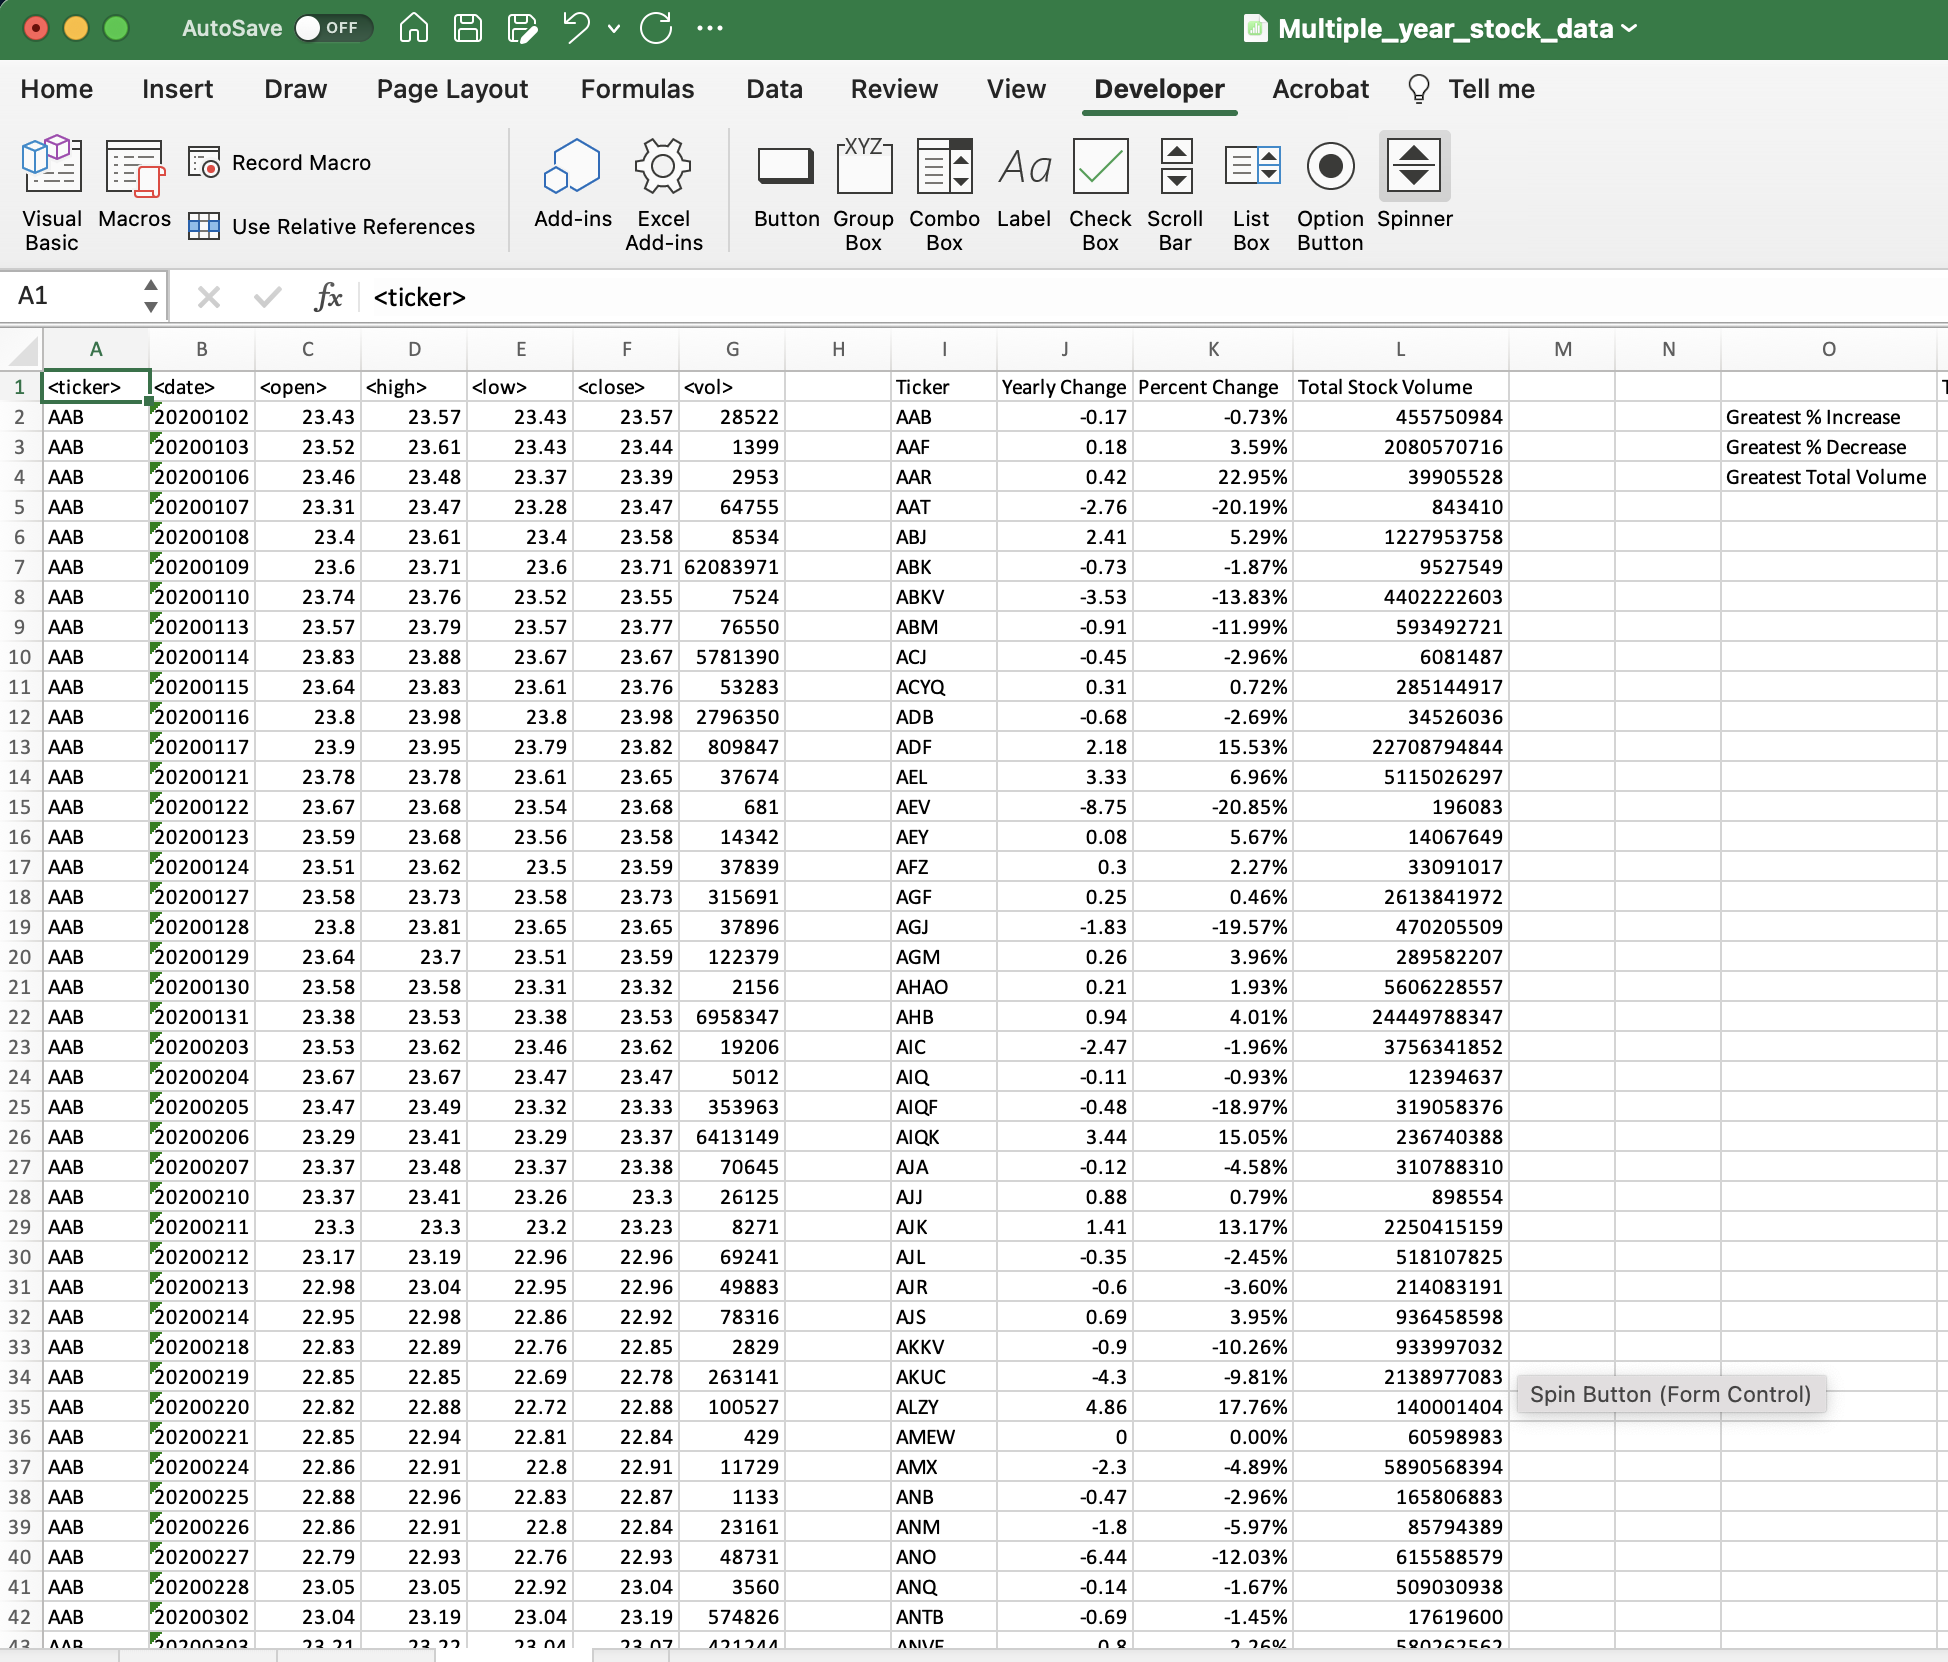 AutoSave OFF Multiple_year_stock_data
Home Insert Draw Page Layout Formulas Data Review View Developer Acrobat Tell me
Visual Basic Macros Record Macro Use Relative References Add-ins Excel Add-ins XYZ Aa Button Group Box Combo Box Label Check Box Scroll Bar List Box Option Button Spinner
A1 fx <ticker>
A B C D E F G H I J K L M N O
1 <ticker> <date> <open> <high> <low> <close> <vol> Ticker Yearly Change Percent Change Total Stock Volume
2 AAB 20200102 23.43 23.57 23.43 23.57 28522 AAB -0.17 -0.73% 455750984 Greatest % Increase
3 AAB 20200103 23.52 23.61 23.43 23.44 1399 AAF 0.18 3.59% 2080570716 Greatest % Decrease
4 AAB 20200106 23.46 23.48 23.37 23.39 2953 AAR 0.42 22.95% 39905528 Greatest Total Volume
5 AAB 20200107 23.31 23.47 23.28 23.47 64755 AAT -2.76 -20.19% 843410
6 AAB 20200108 23.4 23.61 23.4 23.58 8534 ABJ 2.41 5.29% 1227953758
7 AAB 20200109 23.6 23.71 23.6 23.71 62083971 ABK -0.73 -1.87% 9527549
8 AAB 20200110 23.74 23.76 23.52 23.55 7524 ABKV -3.53 -13.83% 4402222603
9 AAB 20200113 23.57 23.79 23.57 23.77 76550 ABM -0.91 -11.99% 593492721
10 AAB 20200114 23.83 23.88 23.67 23.67 5781390 ACJ -0.45 -2.96% 6081487
11 AAB 20200115 23.64 23.83 23.61 23.76 53283 ACYQ 0.31 0.72% 285144917
12 AAB 20200116 23.8 23.98 23.8 23.98 2796350 ADB -0.68 -2.69% 34526036
13 AAB 20200117 23.9 23.95 23.79 23.82 809847 ADF 2.18 15.53% 22708794844
14 AAB 20200121 23.78 23.78 23.61 23.65 37674 AEL 3.33 6.96% 5115026297
15 AAB 20200122 23.67 23.68 23.54 23.68 681 AEV -8.75 -20.85% 196083
16 AAB 20200123 23.59 23.68 23.56 23.58 14342 AEY 0.08 5.67% 14067649
17 AAB 20200124 23.51 23.62 23.5 23.59 37839 AFZ 0.3 2.27% 33091017
18 AAB 20200127 23.58 23.73 23.58 23.73 315691 AGF 0.25 0.46% 2613841972
19 AAB 20200128 23.8 23.81 23.65 23.65 37896 AGJ -1.83 -19.57% 470205509
20 AAB 20200129 23.64 23.7 23.51 23.59 122379 AGM 0.26 3.96% 289582207
21 AAB 20200130 23.58 23.58 23.31 23.32 2156 AHAO 0.21 1.93% 5606228557
22 AAB 20200131 23.38 23.53 23.38 23.53 6958347 AHB 0.94 4.01% 24449788347
23 AAB 20200203 23.53 23.62 23.46 23.62 19206 AIC -2.47 -1.96% 3756341852
24 AAB 20200204 23.67 23.67 23.47 23.47 5012 AIQ -0.11 -0.93% 12394637
25 AAB 20200205 23.47 23.49 23.32 23.33 353963 AIQF -0.48 -18.97% 319058376
26 AAB 20200206 23.29 23.41 23.29 23.37 6413149 AIQK 3.44 15.05% 236740388
27 AAB 20200207 23.37 23.48 23.37 23.38 70645 AJA -0.12 -4.58% 310788310
28 AAB 20200210 23.37 23.41 23.26 23.3 26125 AJJ 0.88 0.79% 898554
29 AAB 20200211 23.3 23.3 23.2 23.23 8271 AJK 1.41 13.17% 2250415159
30 AAB 20200212 23.17 23.19 22.96 22.96 69241 AJL -0.35 -2.45% 518107825
31 AAB 20200213 22.98 23.04 22.95 22.96 49883 AJR -0.6 -3.60% 214083191
32 AAB 20200214 22.95 22.98 22.86 22.92 78316 AJS 0.69 3.95% 936458598
33 AAB 20200218 22.83 22.89 22.76 22.85 2829 AKKV -0.9 -10.26% 933997032
34 AAB 20200219 22.85 22.85 22.69 22.78 263141 AKUC -4.3 -9.81% 2138977083
Spin Button (Form Control)
35 AAB 20200220 22.82 22.88 22.72 22.88 100527 ALZY 4.86 17.76% 140001404
36 AAB 20200221 22.85 22.94 22.81 22.84 429 AMEW 0 0.00% 60598983
37 AAB 20200224 22.86 22.91 22.8 22.91 11729 AMX -2.3 -4.89% 5890568394
38 AAB 20200225 22.88 22.96 22.83 22.87 1133 ANB -0.47 -2.96% 165806883
39 AAB 20200226 22.86 22.91 22.8 22.84 23161 ANM -1.8 -5.97% 85794389
40 AAB 20200227 22.79 22.93 22.76 22.93 48731 ANO -6.44 -12.03% 615588579
41 AAB 20200228 23.05 23.05 22.92 23.04 3560 ANQ -0.14 -1.67% 509030938
42 AAB 20200302 23.04 23.19 23.04 23.19 574826 ANTB -0.69 -1.45% 17619600
43 AAB 20200303 23.21 23.22 23.04 23.07 421244 0.8 2.26% 580262562